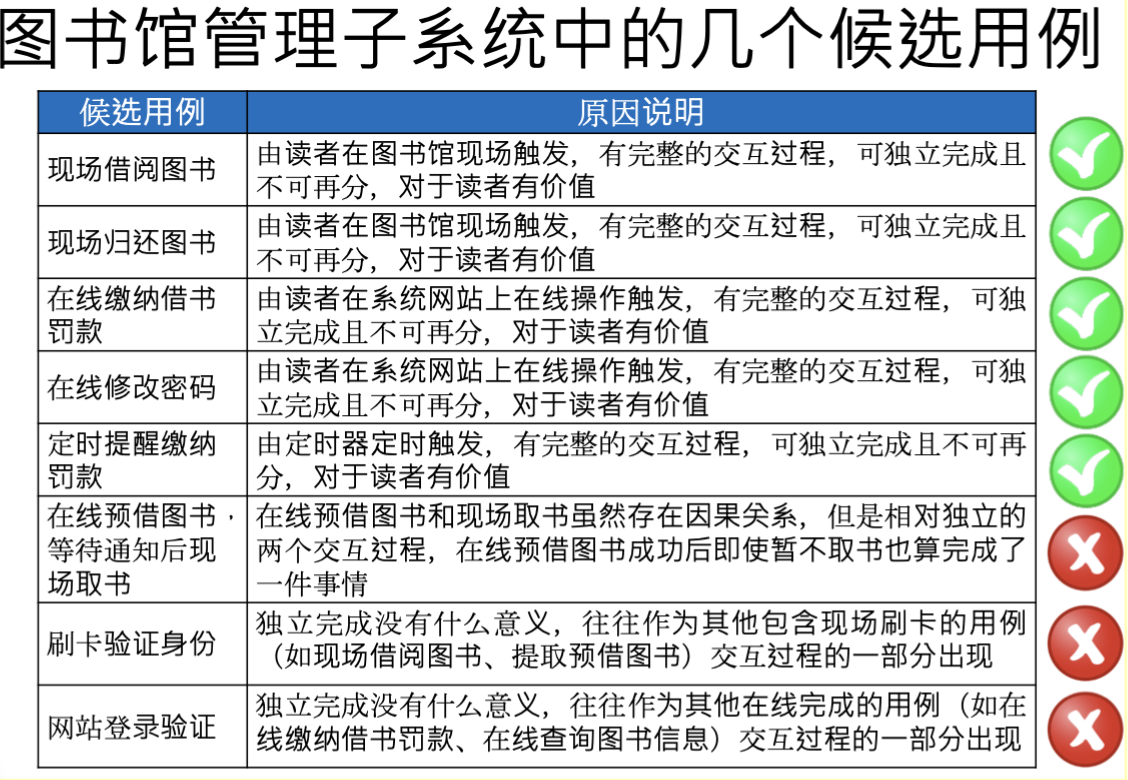 图书馆管理子系统中的几个候选用例
候选用例
原因说明
现场借阅图书
由读者在图书馆现场触发，有完整的交互过程，可独立完成且
不可再分，对于读者有价值
现场归还图书
由读者在图书馆现场触发，有完整的交互过程，可独立完成且
不可再分，对于读者有价值
在线缴纳借书
罚款
由读者在系统网站上在线操作触发，有完整的交互过程，可独
立完成且不可再分，对于读者有价值
在线修改密码
由读者在系统网站上在线操作触发，有完整的交互过程，可独
立完成且不可再分，对于读者有价值
定时提醒缴纳
罚款
由定时器定时触发，有完整的交互过程，可独立完成且不可再
分，对于读者有价值
在线预借图书，
等待通知后现
场取书
在线预借图书和现场取书虽然存在因果关系，但是相对独立的
两个交互过程，在线预借图书成功后即使暂不取书也算完成了
一件事情
刷卡验证身份
独立完成没有什么意义，往往作为其他包含现场刷卡的用例
（如现场借阅图书、提取预借图书）交互过程的一部分出现
网站登录验证
独立完成没有什么意义，往往作为其他在线完成的用例（如在
线缴纳借书罚款、在线查询图书信息）交互过程的一部分出现